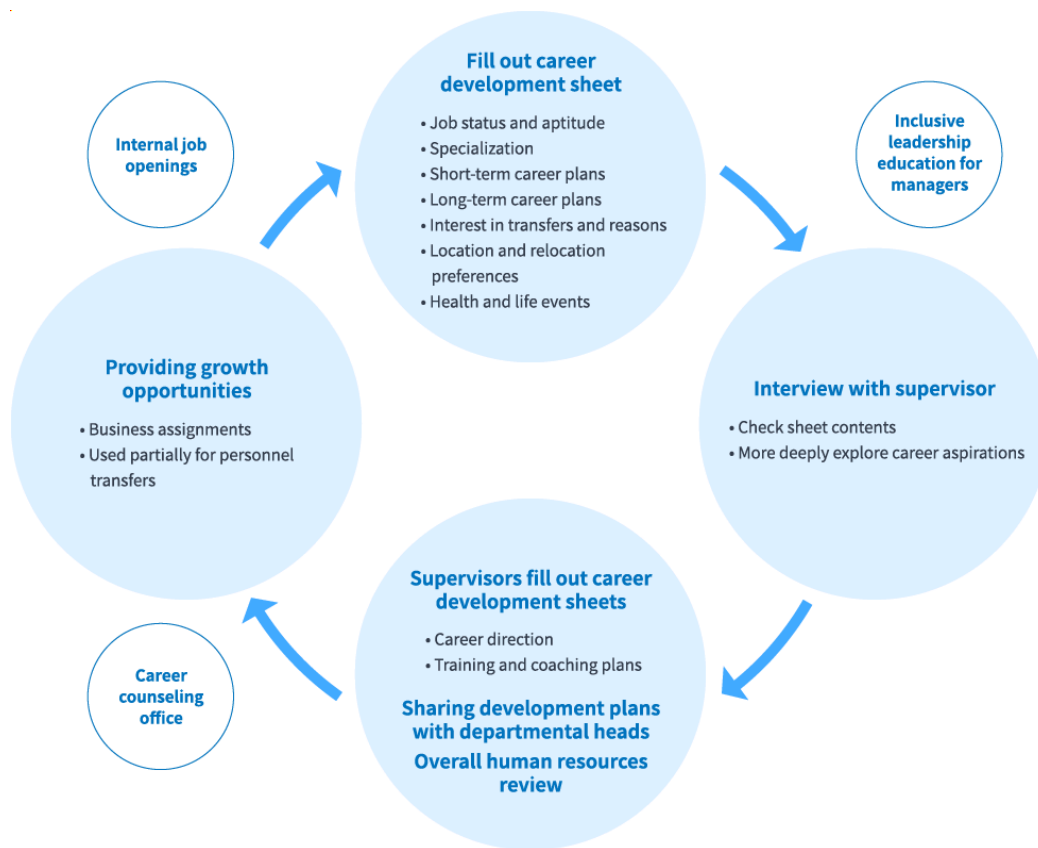 Fill out career
development sheet
• Job status and aptitude
• Specialization
• Short-term career plans
• Long-term career plans
• Interest in transfers and reasons
• Location and relocation
preferences
• Health and life events
Inclusive
leadership
education for
managers
Interview with supervisor
• Check sheet contents
• More deeply explore career aspirations
Supervisors fill out career
development sheets
• Career direction
• Training and coaching plans
Sharing development plans
with departmental heads
Overall human resources
review
Career
counseling
office
Providing growth
opportunities
• Business assignments
• Used partially for personnel
transfers
Internal job
openings